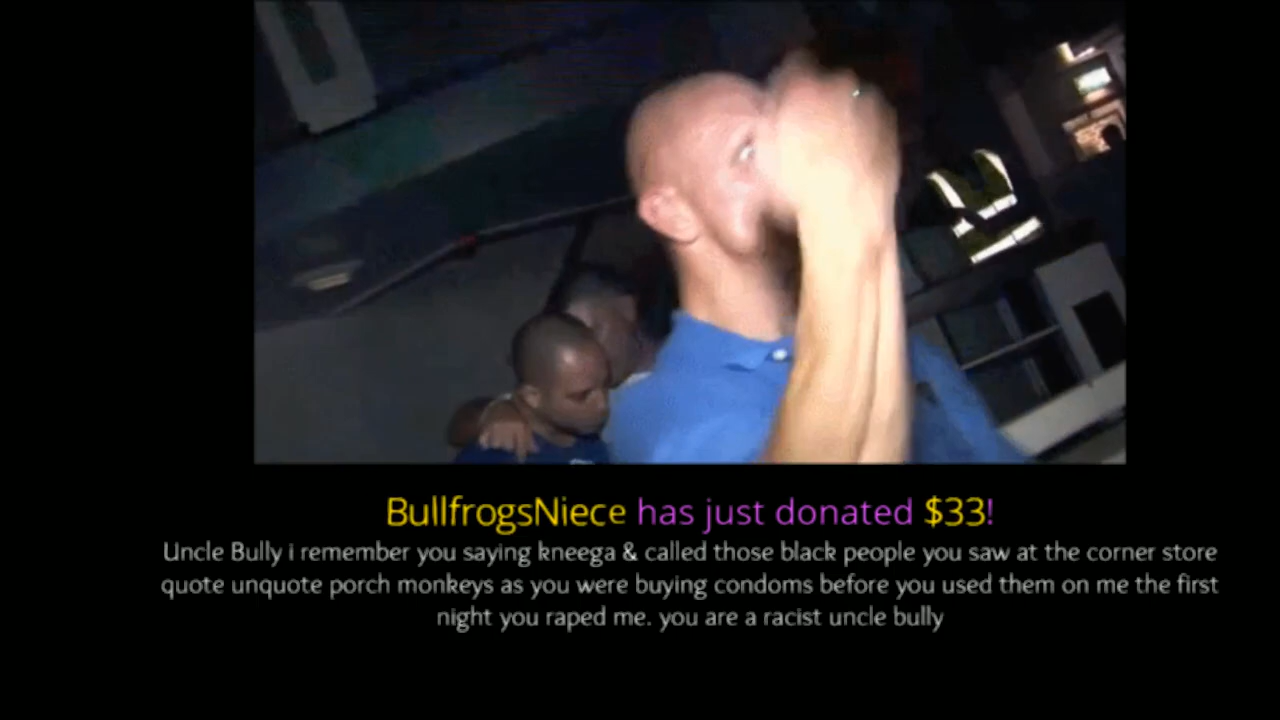 BullfrogsNiece has just donated $33!
Uncle Bully i remember you saying kneega & called those black people you saw at the corner store
quote unquote porch monkeys as you were buying condoms before you used them on me the first
night you raped me. you are a racist uncle bully